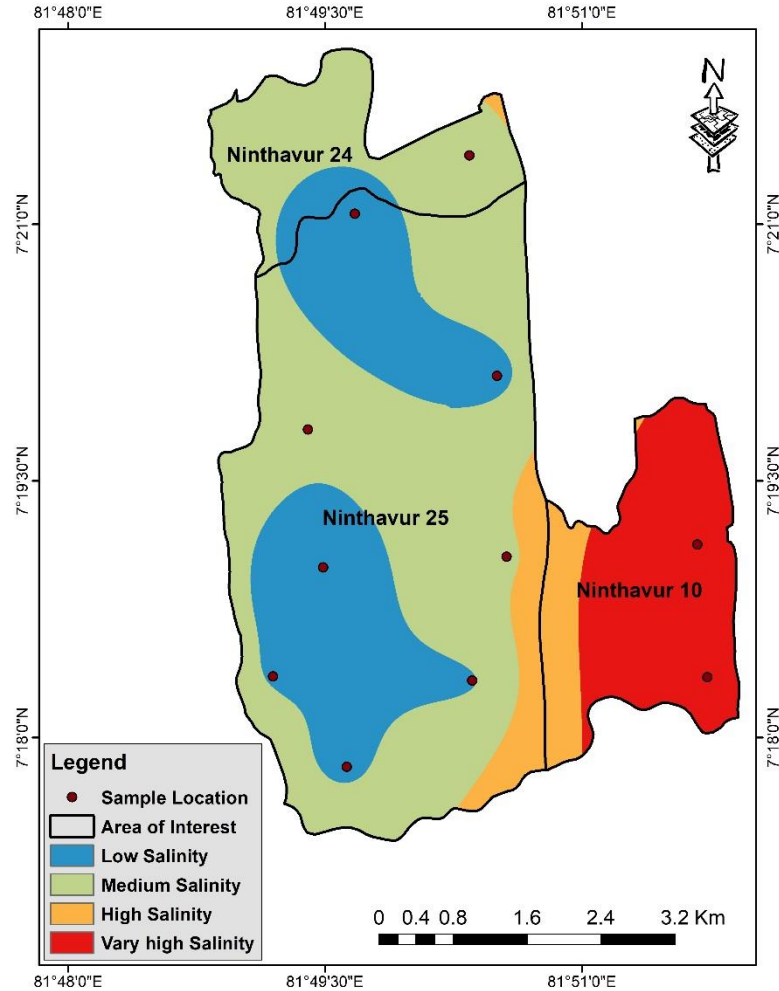 81°48'0"E 81°49'30"E 81°51'0"E
N
Ninthavur 24
7°21'0"N 7°21'0"N
7°19'30"N 7°19'30"N
Ninthavur 25
Ninthavur 10
7°18'0"N 7°18'0"N
Legend
Sample Location
Area of Interest
Low Salinity
Medium Salinity
High Salinity
Vary high Salinity
0 0.4 0.8 1.6 2.4 3.2 Km
81°48'0"E 81°49'30"E 81°51'0"E